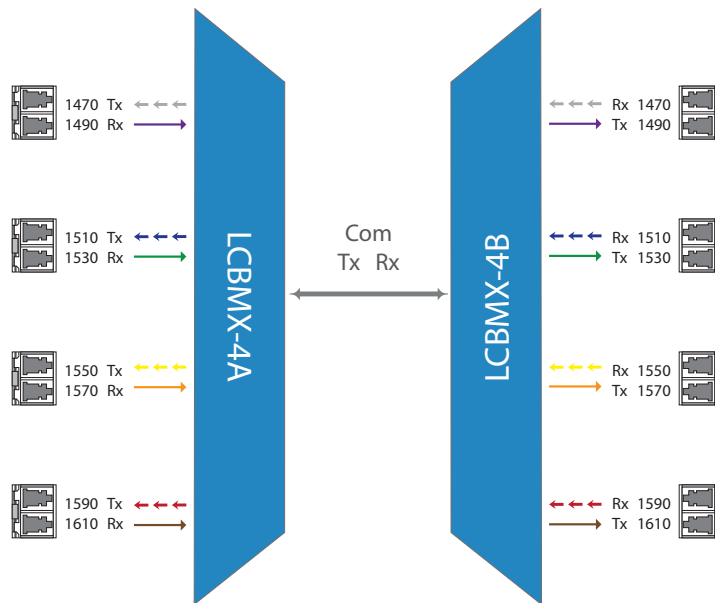 1470 Tx
1490 Rx
1510 Tx
1530 Rx
1550 Tx
1570 Rx
1590 Tx
1610 Rx
LCBMX-4A
Com
Tx Rx
LCBMX-4B
Rx 1470
Tx 1490
Rx 1510
Tx 1530
Rx 1550
Tx 1570
Rx 1590
Tx 1610